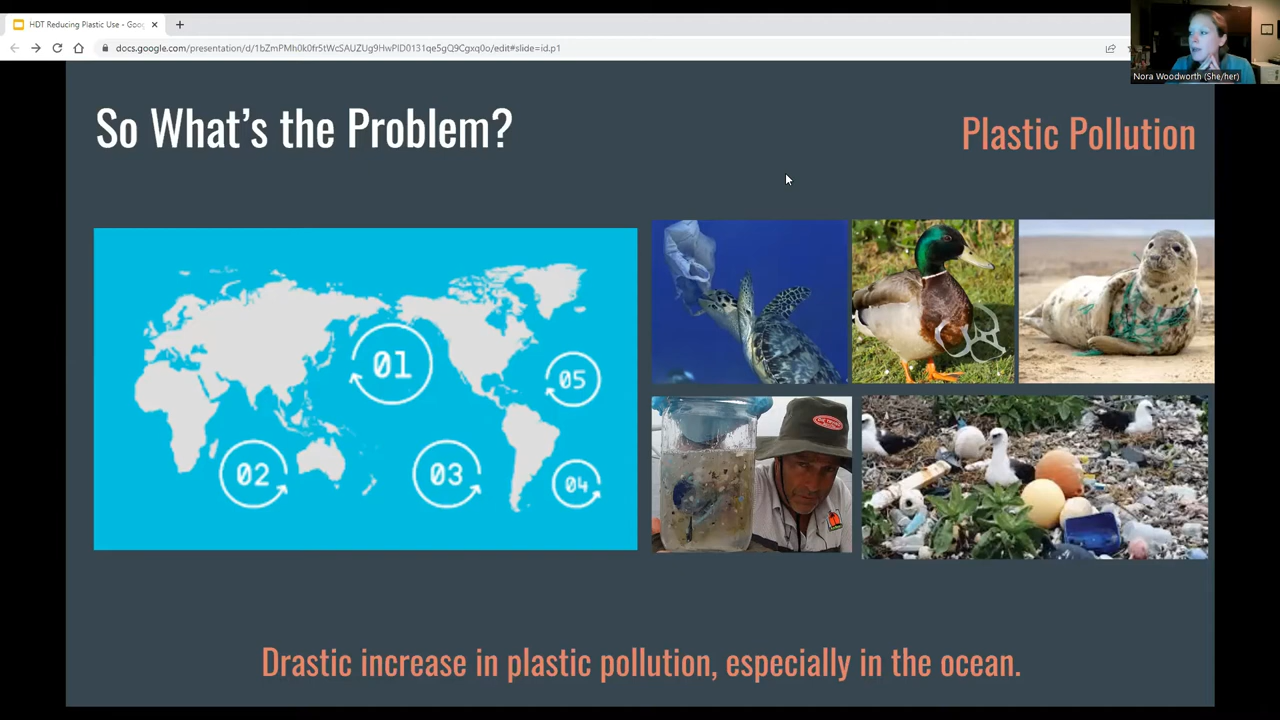 HDT Reducing Plastic Use - Goo
docs.google.com/presentation/d/1bZmPMh0k0fr5tWcSAUZUg9HwPlD0131qe5gQ9Cgxq0o/edit#slide=id.p1
Nora Woodworth (She/her)
So What's the Problem?
Plastic Pollution
01
05
02
03
04
Drastic increase in plastic pollution, especially in the ocean.